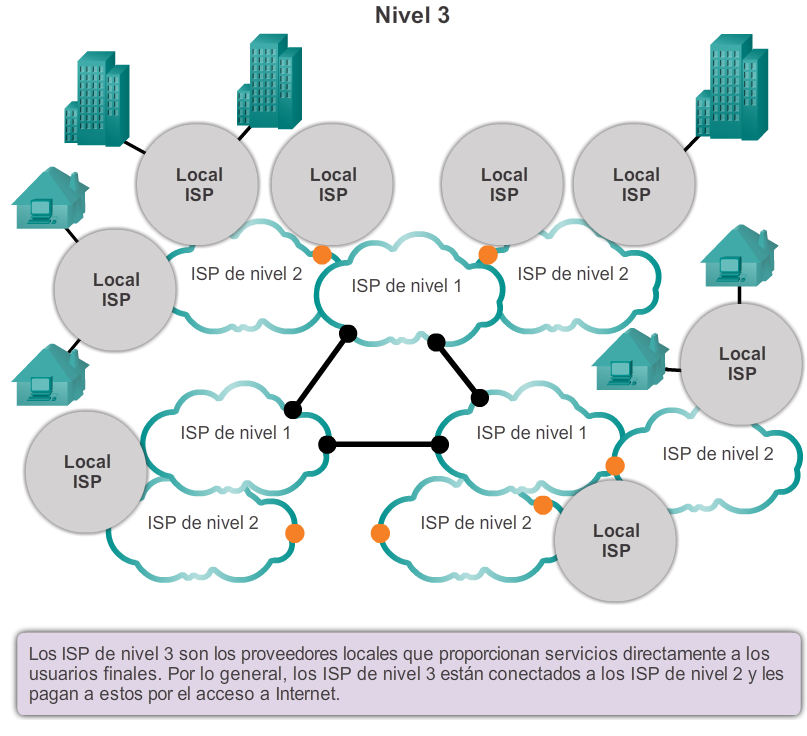 Nivel 3
Local
ISP
Local
ISP
Local
ISP
Local
ISP
Local
ISP
ISP de nivel 2
ISP de nivel 1
ISP de nivel 2
Local
ISP
ISP de nivel 1
ISP de nivel 1
ISP de nivel 2
Local
ISP
ISP de nivel 2
ISP de nivel 2
Local
ISP
Los ISP de nivel 3 son los proveedores locales que proporcionan servicios directamente a los
usuarios finales. Por lo general, los ISP de nivel 3 están conectados a los ISP de nivel 2 y les
pagan a estos por el acceso a Internet.